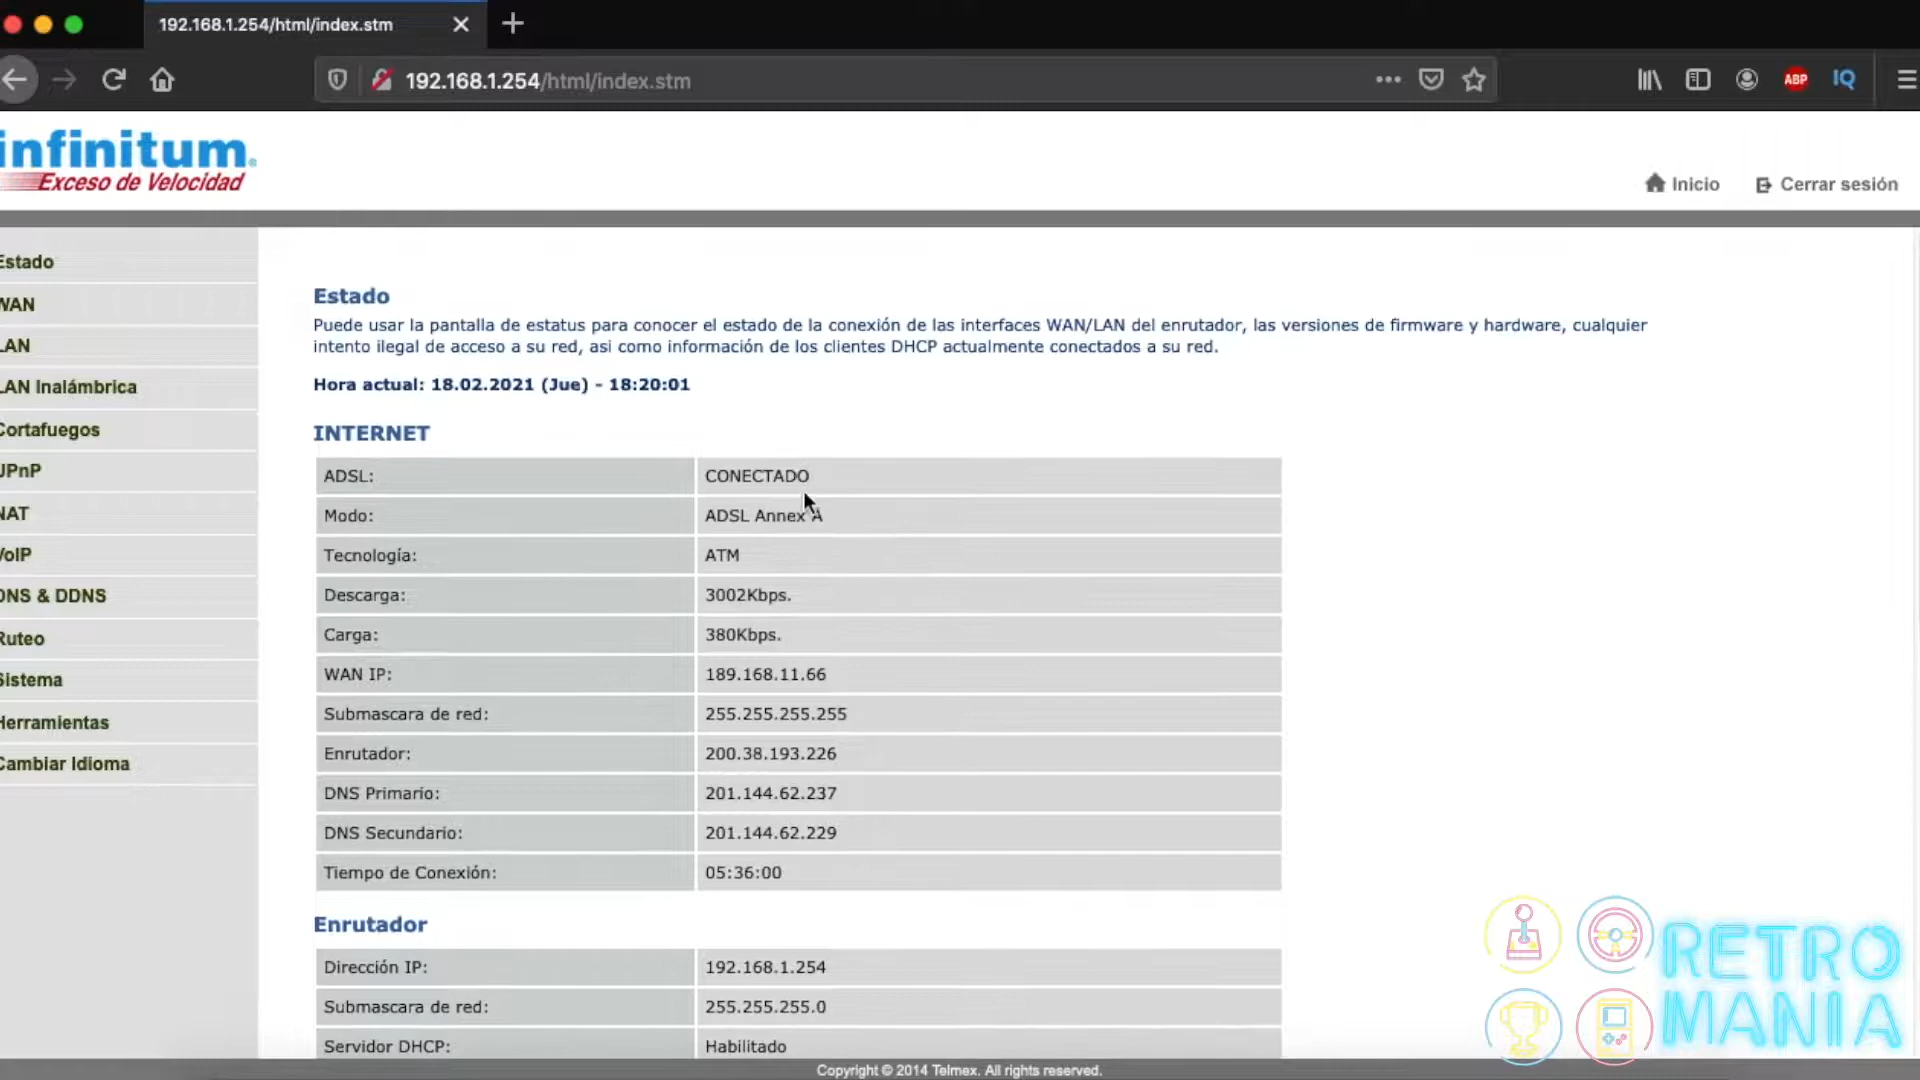 192.168.1.254/html/index.stm
192.168.1.254/html/index.stm
ABP
IQ
infinitum
Exceso de Velocidad
Inicio
Cerrar sesión
Estado
WAN
LAN
LAN Inalámbrica
Cortafuegos
UPnP
NAT
VoIP
DNS & DDNS
Ruteo
Sistema
Herramientas
Cambiar Idioma
Estado
Puede usar la pantalla de estatus para conocer el estado de la conexión de las interfaces WAN/LAN del enrutador, las versiones de firmware y hardware, cualquier
intento ilegal de acceso a su red, asi como información de los clientes DHCP actualmente conectados a su red.
Hora actual: 18.02.2021 (Jue) - 18:20:01
INTERNET
ADSL: CONECTADO
Modo: ADSL Annex A
Tecnología: ATM
Descarga: 3002Kbps.
Carga: 380Kbps.
WAN IP: 189.168.11.66
Submascara de red: 255.255.255.255
Enrutador: 200.38.193.226
DNS Primario: 201.144.62.237
DNS Secundario: 201.144.62.229
Tiempo de Conexión: 05:36:00
Enrutador
Dirección IP: 192.168.1.254
Submascara de red: 255.255.255.0
Servidor DHCP: Habilitado
RETRO
MANIA
Copyright © 2014 Telmex. All rights reserved.